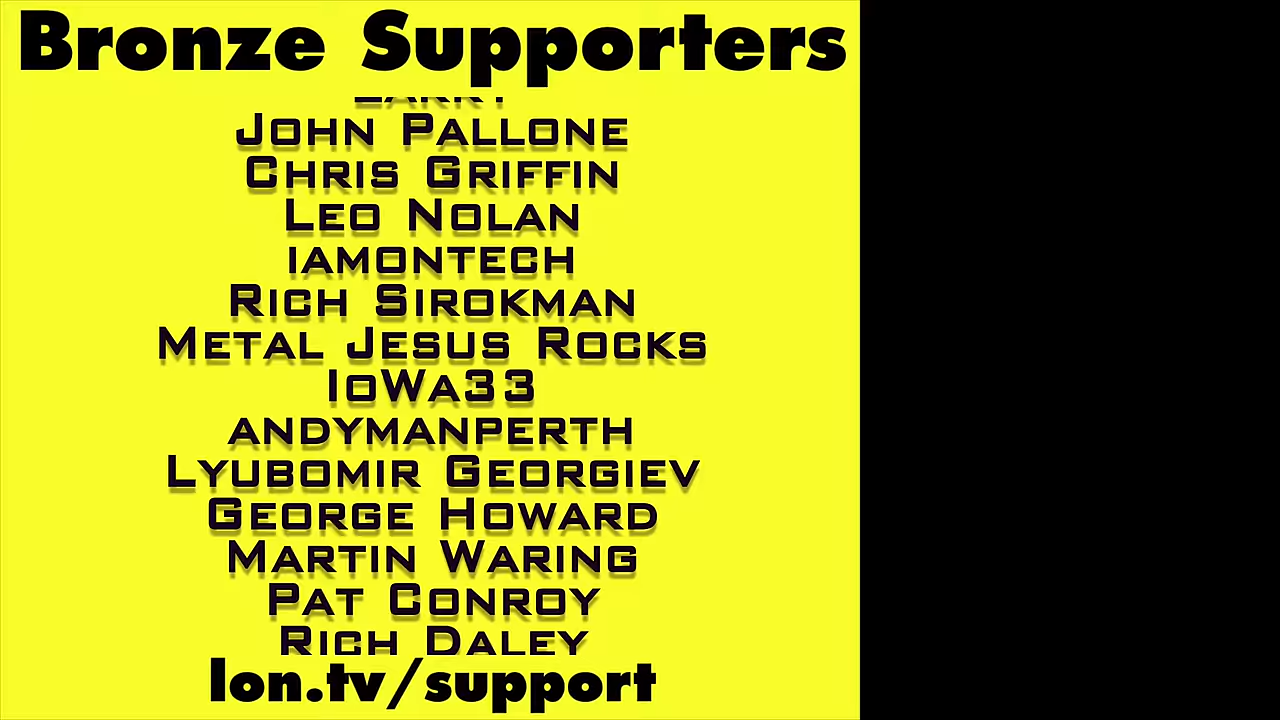 Bronze Supporters
John Pallone
Chris Griffin
Leo Nolan
iamontech
Rich Sirokman
Metal Jesus Rocks
IoWa33
andymanperth
Lyubomir Georgiev
George Howard
Martin Waring
Pat Conroy
Rich Daley
lon.tv/support